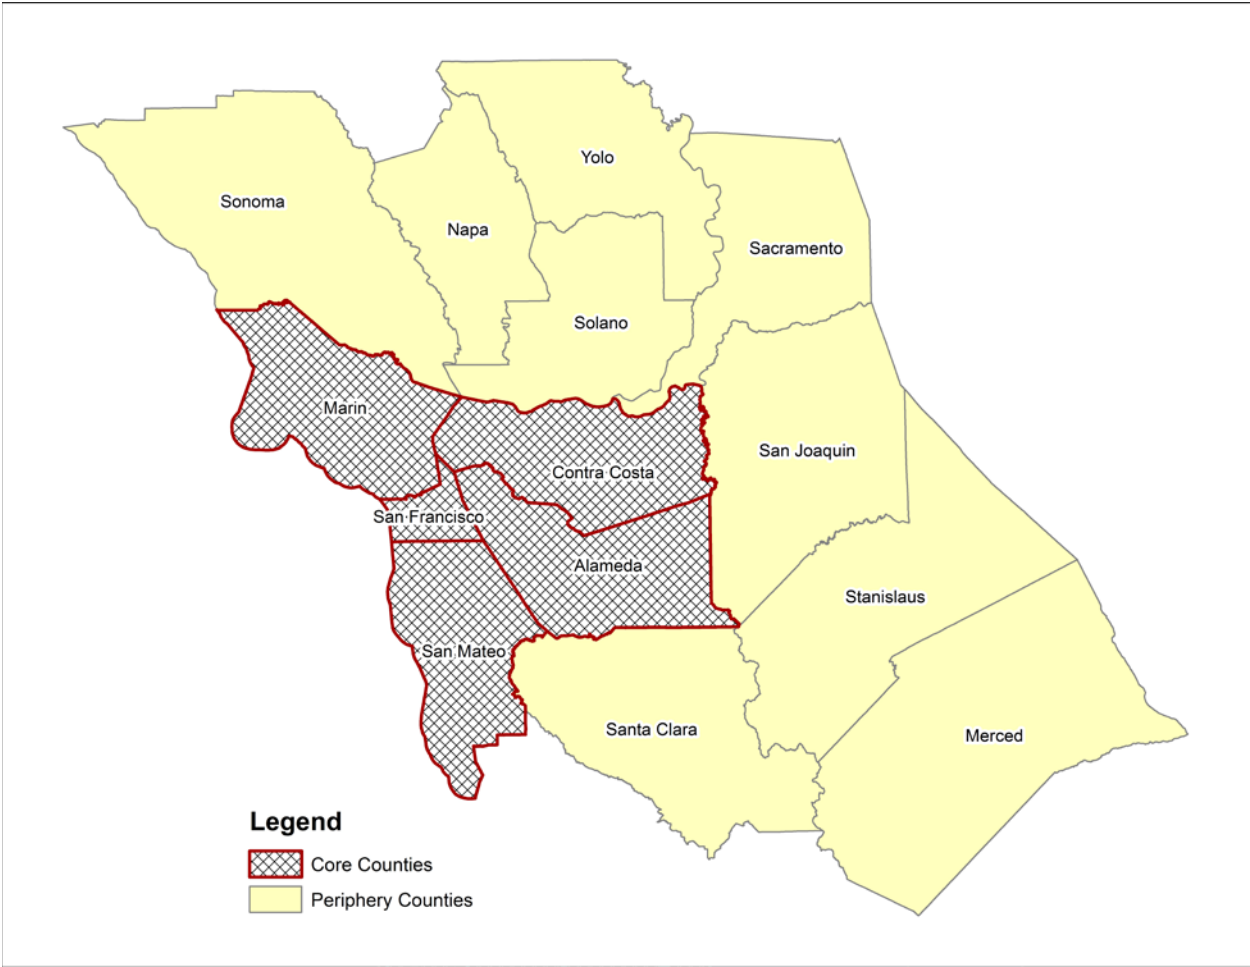 Yolo
Sonoma
Napa
Sacramento
Solano
Marin
San Joaquin
Contra Costa
San Francisco
Alameda
Stanislaus
San Mateo
Santa Clara
Merced
Legend
Core Counties
Periphery Counties